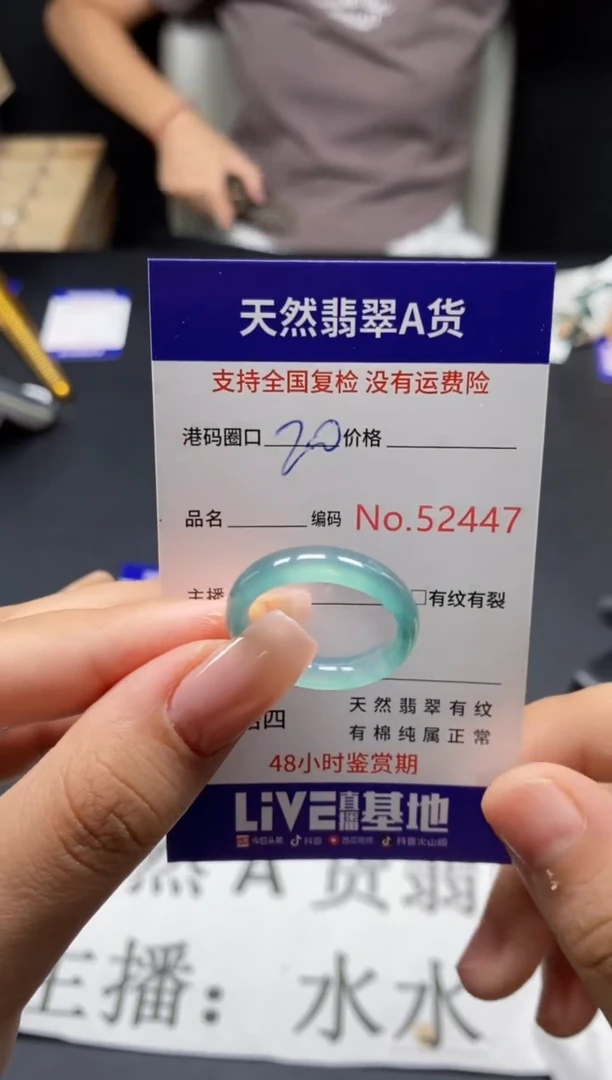 天然翡翠A货
支持全国复检 没有运费险
港码圈口 20 价格
品名 编码 No.52447
主播 □有纹有裂
天然翡翠有纹
四 有棉纯属正常
48小时鉴赏期
LiVE直播基地
今日头条 抖音 西瓜视频 抖音火山版
然A货翡
主播：水水